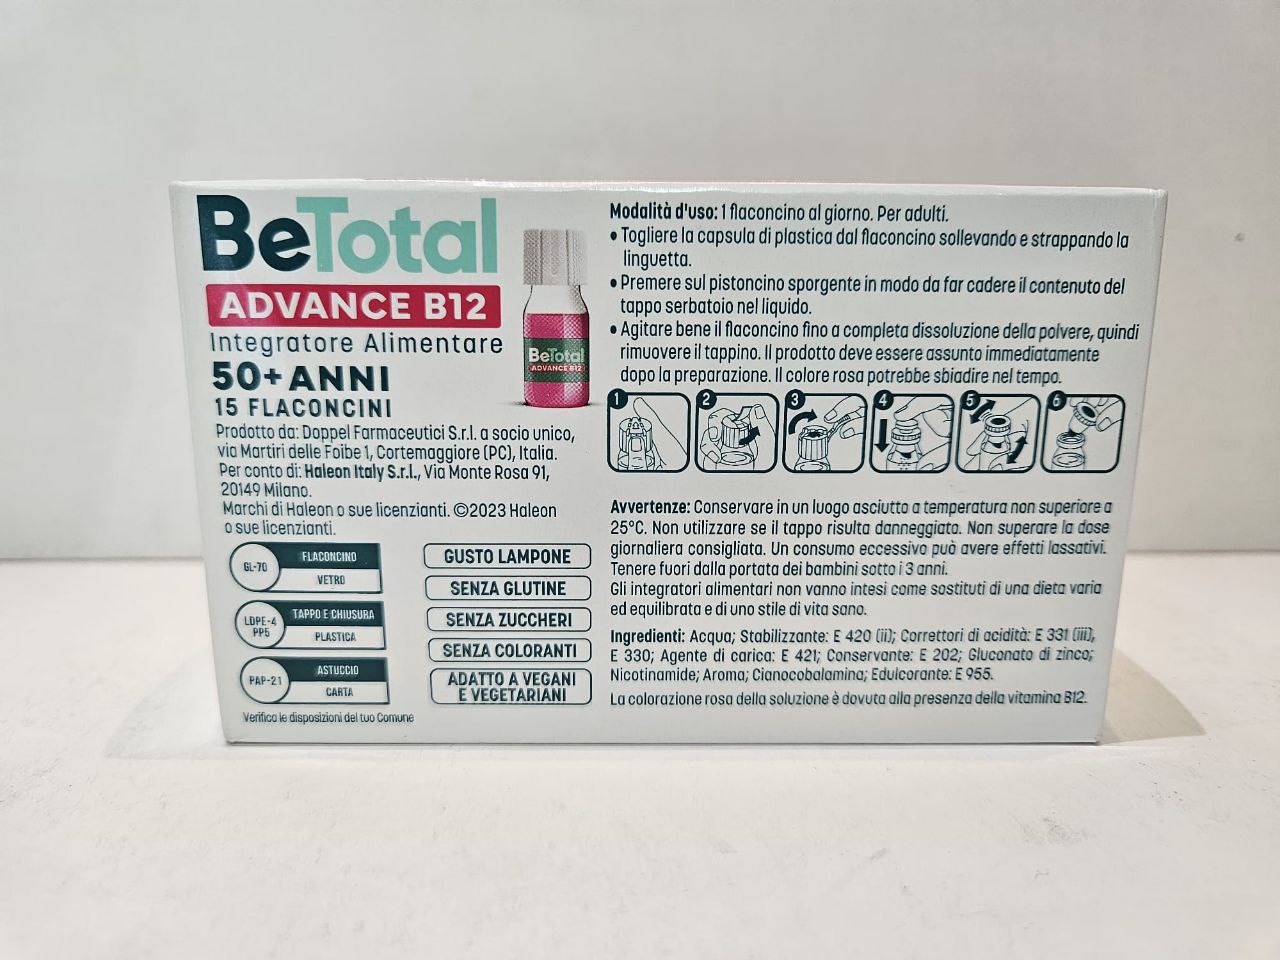 BeTotal
ADVANCE B12
Integratore Alimentare
50+ ANNI
15 FLACONCINI
BeTotal
ADVANCE B12
Prodotto da: Doppel Farmaceutici S.r.l. a socio unico,
via Martiri delle Foibe 1, Cortemaggiore (PC), Italia.
Per conto di: Haleon Italy S.r.l., Via Monte Rosa 91,
20149 Milano.
Marchi di Haleon o sue licenzianti. ©2023 Haleon
o sue licenzianti.
GL-70
FLACONCINO
VETRO
LDPE-4
PP5
TAPPO E CHIUSURA
PLASTICA
PAP-21
ASTUCCIO
CARTA
Verifica le disposizioni del tuo Comune
GUSTO LAMPONE
SENZA GLUTINE
SENZA ZUCCHERI
SENZA COLORANTI
ADATTO A VEGANI
E VEGETARIANI
Modalità d'uso: 1 flaconcino al giorno. Per adulti.
• Togliere la capsula di plastica dal flaconcino sollevando e strappando la
linguetta.
• Premere sul pistoncino sporgente in modo da far cadere il contenuto del
tappo serbatoio nel liquido.
• Agitare bene il flaconcino fino a completa dissoluzione della polvere, quindi
rimuovere il tappino. Il prodotto deve essere assunto immediatamente
dopo la preparazione. Il colore rosa potrebbe sbiadire nel tempo.
1 2 3 4 5 6
Avvertenze: Conservare in un luogo asciutto a temperatura non superiore a
25°C. Non utilizzare se il tappo risulta danneggiato. Non superare la dose
giornaliera consigliata. Un consumo eccessivo può avere effetti lassativi.
Tenere fuori dalla portata dei bambini sotto i 3 anni.
Gli integratori alimentari non vanno intesi come sostituti di una dieta varia
ed equilibrata e di uno stile di vita sano.
Ingredienti: Acqua; Stabilizzante: E 420 (ii); Correttori di acidità: E 331 (iii),
E 330; Agente di carica: E 421; Conservante: E 202; Gluconato di zinco;
Nicotinamide; Aroma; Cianocobalamina; Edulcorante: E 955.
La colorazione rosa della soluzione è dovuta alla presenza della vitamina B12.